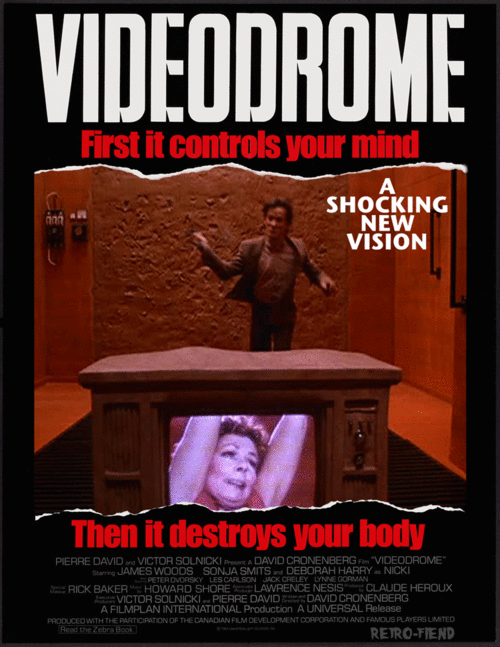 VIDEODROME
First it controls your mind
A
SHOCKING
NEW
VISION
Then it destroys your body
PIERRE DAVID and VICTOR SOLNICKI Present A DAVID CRONENBERG Film "VIDEODROME"
Starring JAMES WOODS SONJA SMITS and DEBORAH HARRY as NICKI
PETER DVORSKY LES CARLSON JACK CRELEY LYNNE GORMAN
RICK BAKER HOWARD SHORE LAWRENCE NESIS CLAUDE HEROUX
VICTOR SOLNICKI and PIERRE DAVID DAVID CRONENBERG
A FILMPLAN INTERNATIONAL Production A UNIVERSAL Release
PRODUCED WITH THE PARTICIPATION OF THE CANADIAN FILM DEVELOPMENT CORPORATION AND FAMOUS PLAYERS LIMITED
Read the Zebra Book
RETRO-FIEND